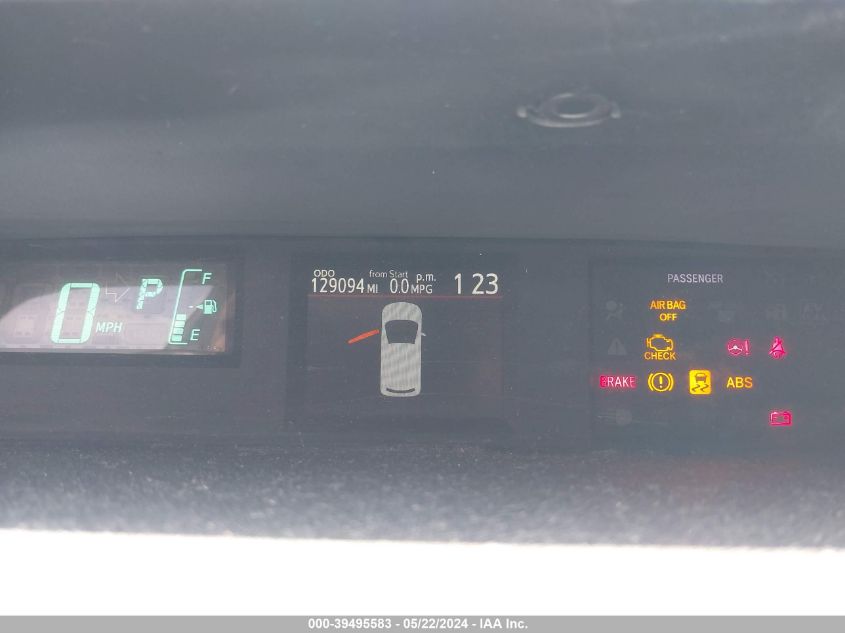 0 MPH P F E
ODO
129094 MI
from Start
0.0 MPG
p.m.
1 23
PASSENGER
AIR BAG
OFF
CHECK
BRAKE
ABS
000-39495583 - 05/22/2024 - IAA Inc.